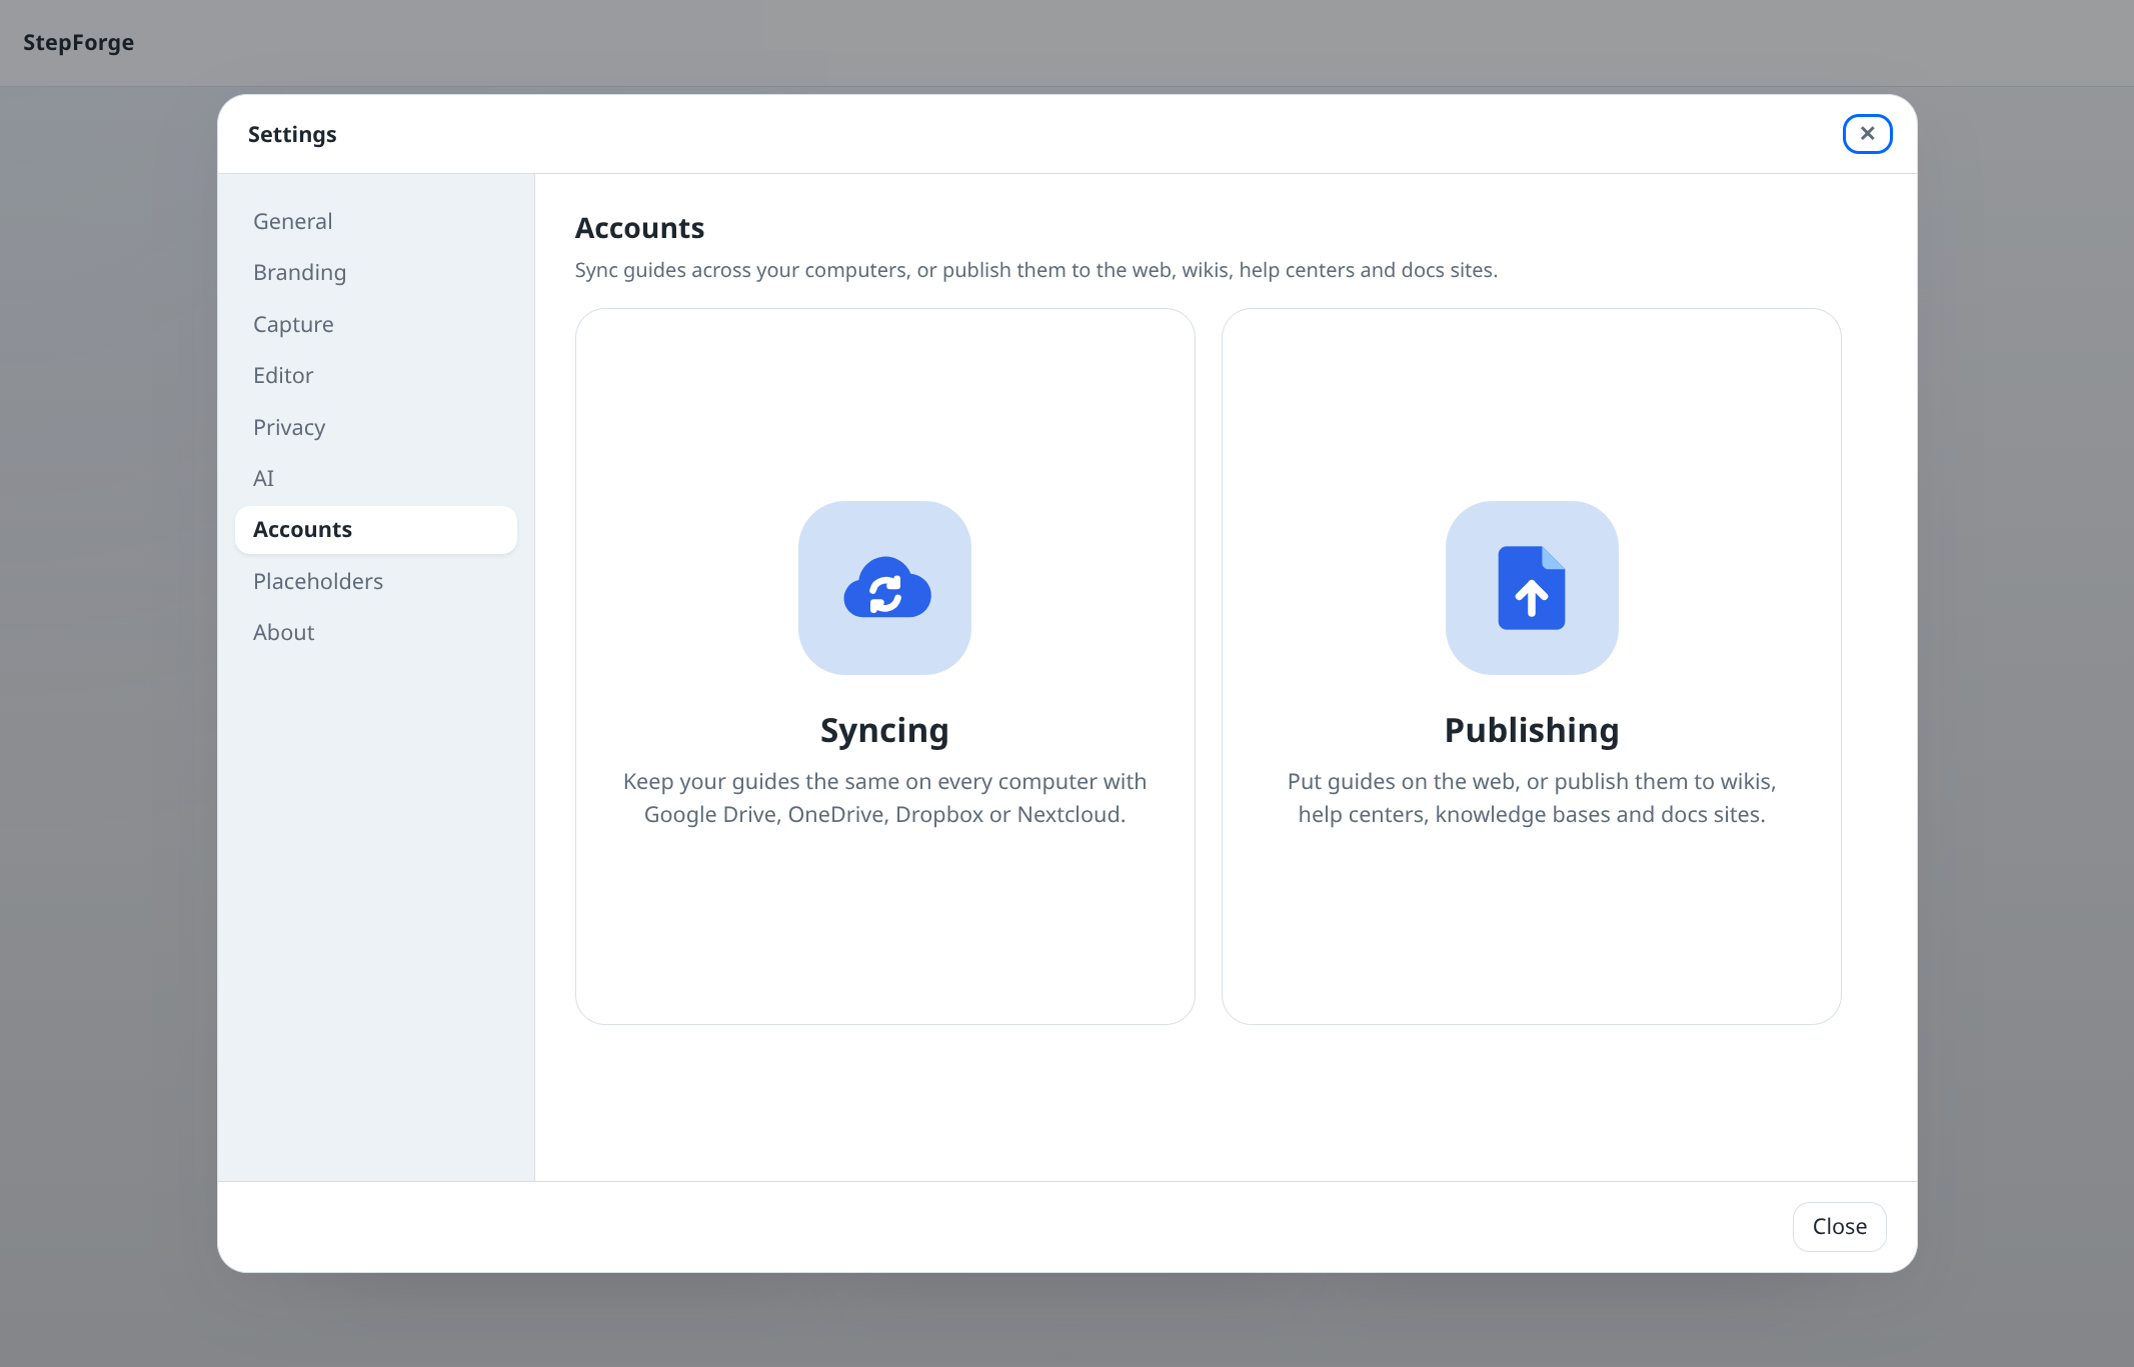 StepForge
Settings
General
Branding
Capture
Editor
Privacy
AI
Accounts
Placeholders
About
Accounts
Sync guides across your computers, or publish them to the web, wikis, help centers and docs sites.
Syncing
Keep your guides the same on every computer with
Google Drive, OneDrive, Dropbox or Nextcloud.
Publishing
Put guides on the web, or publish them to wikis,
help centers, knowledge bases and docs sites.
Close